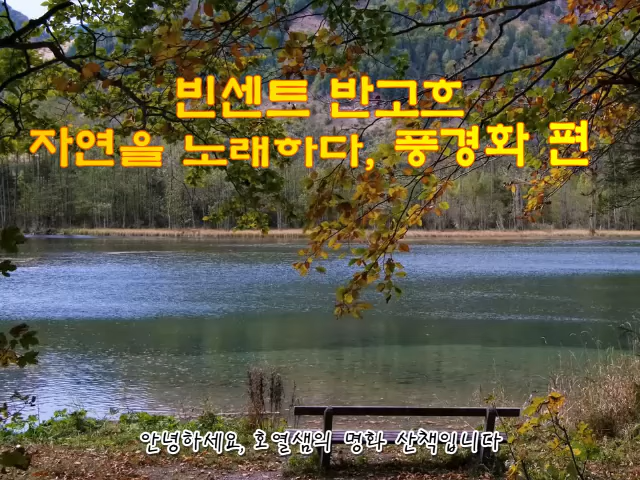 빈센트 반고흐
자연을 노래하다, 풍경화 편
안녕하세요, 호열샘의 명화 산책입니다